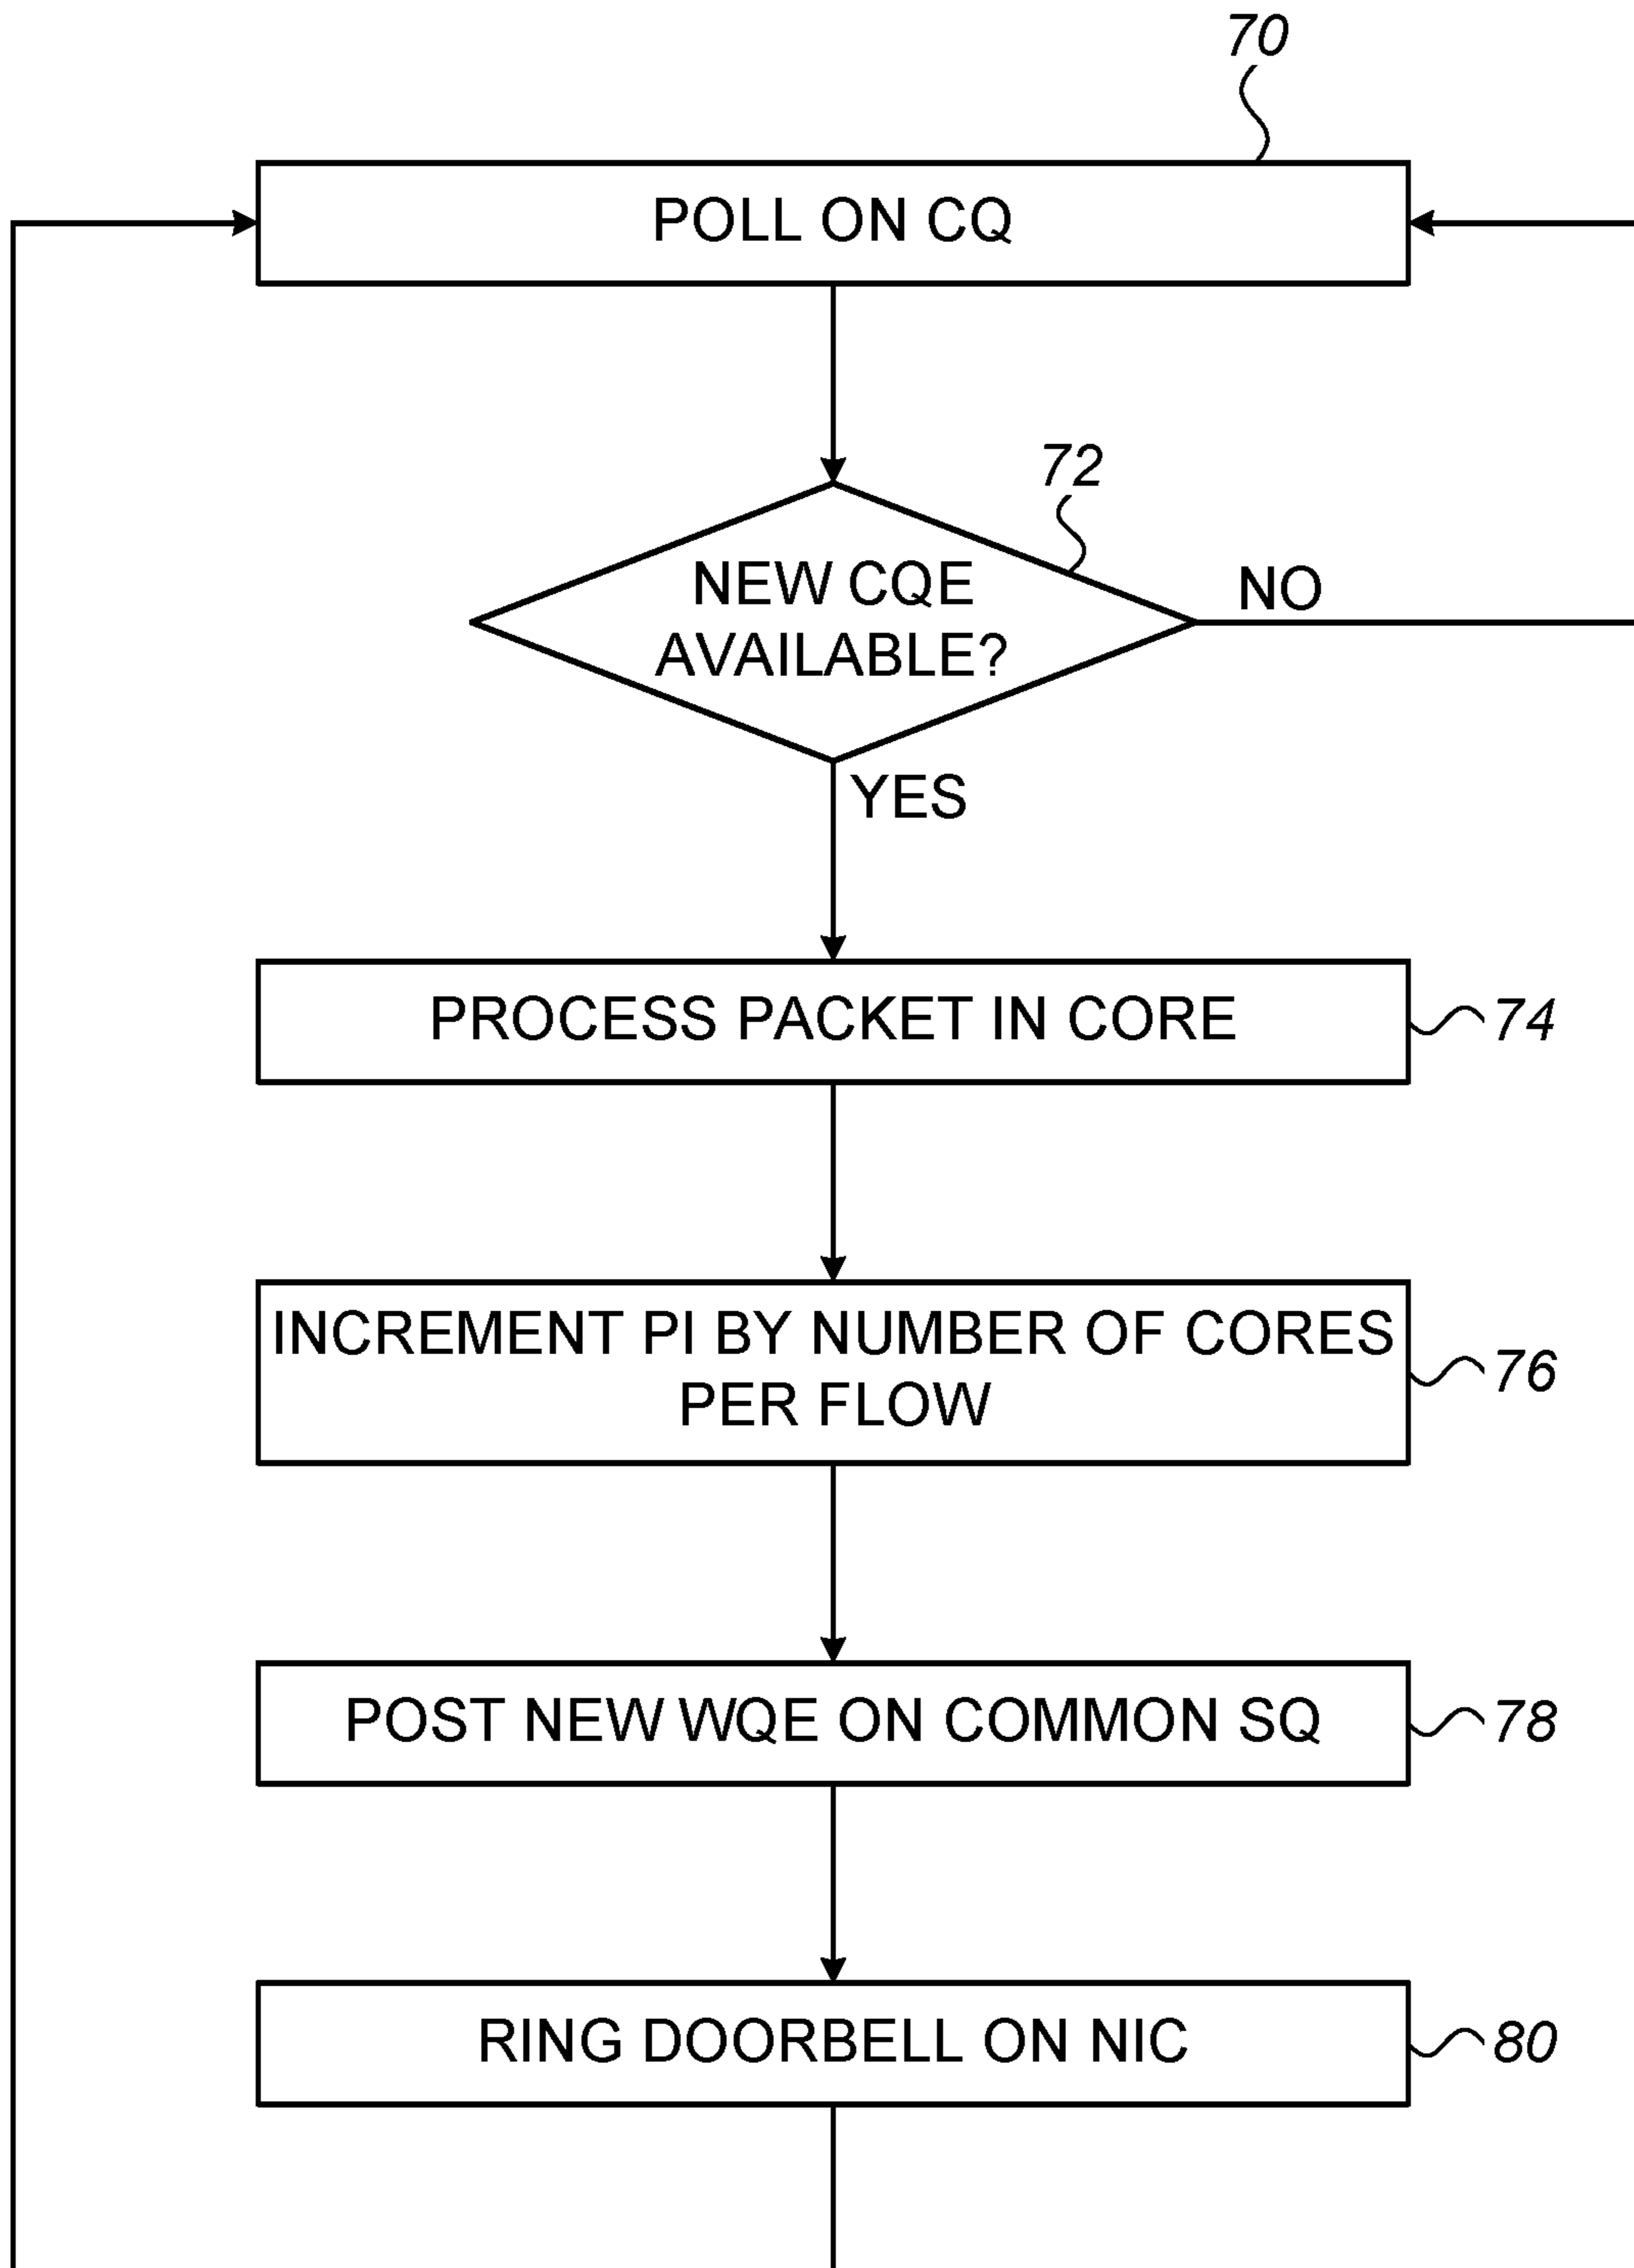 70
POLL ON CQ
72
NEW CQE
AVAILABLE?
NO
YES
PROCESS PACKET IN CORE
74
INCREMENT PI BY NUMBER OF CORES
PER FLOW
76
POST NEW WQE ON COMMON SQ
78
RING DOORBELL ON NIC
80